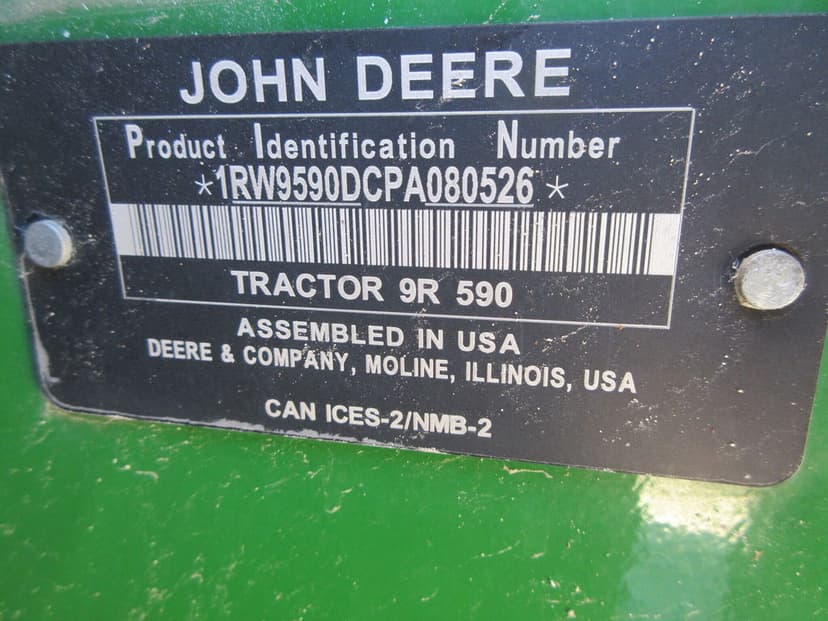 JOHN DEERE
Product Identification Number
*1RW9590DCPA080526*
TRACTOR 9R 590
ASSEMBLED IN USA
DEERE & COMPANY, MOLINE, ILLINOIS, USA
CAN ICES-2/NMB-2